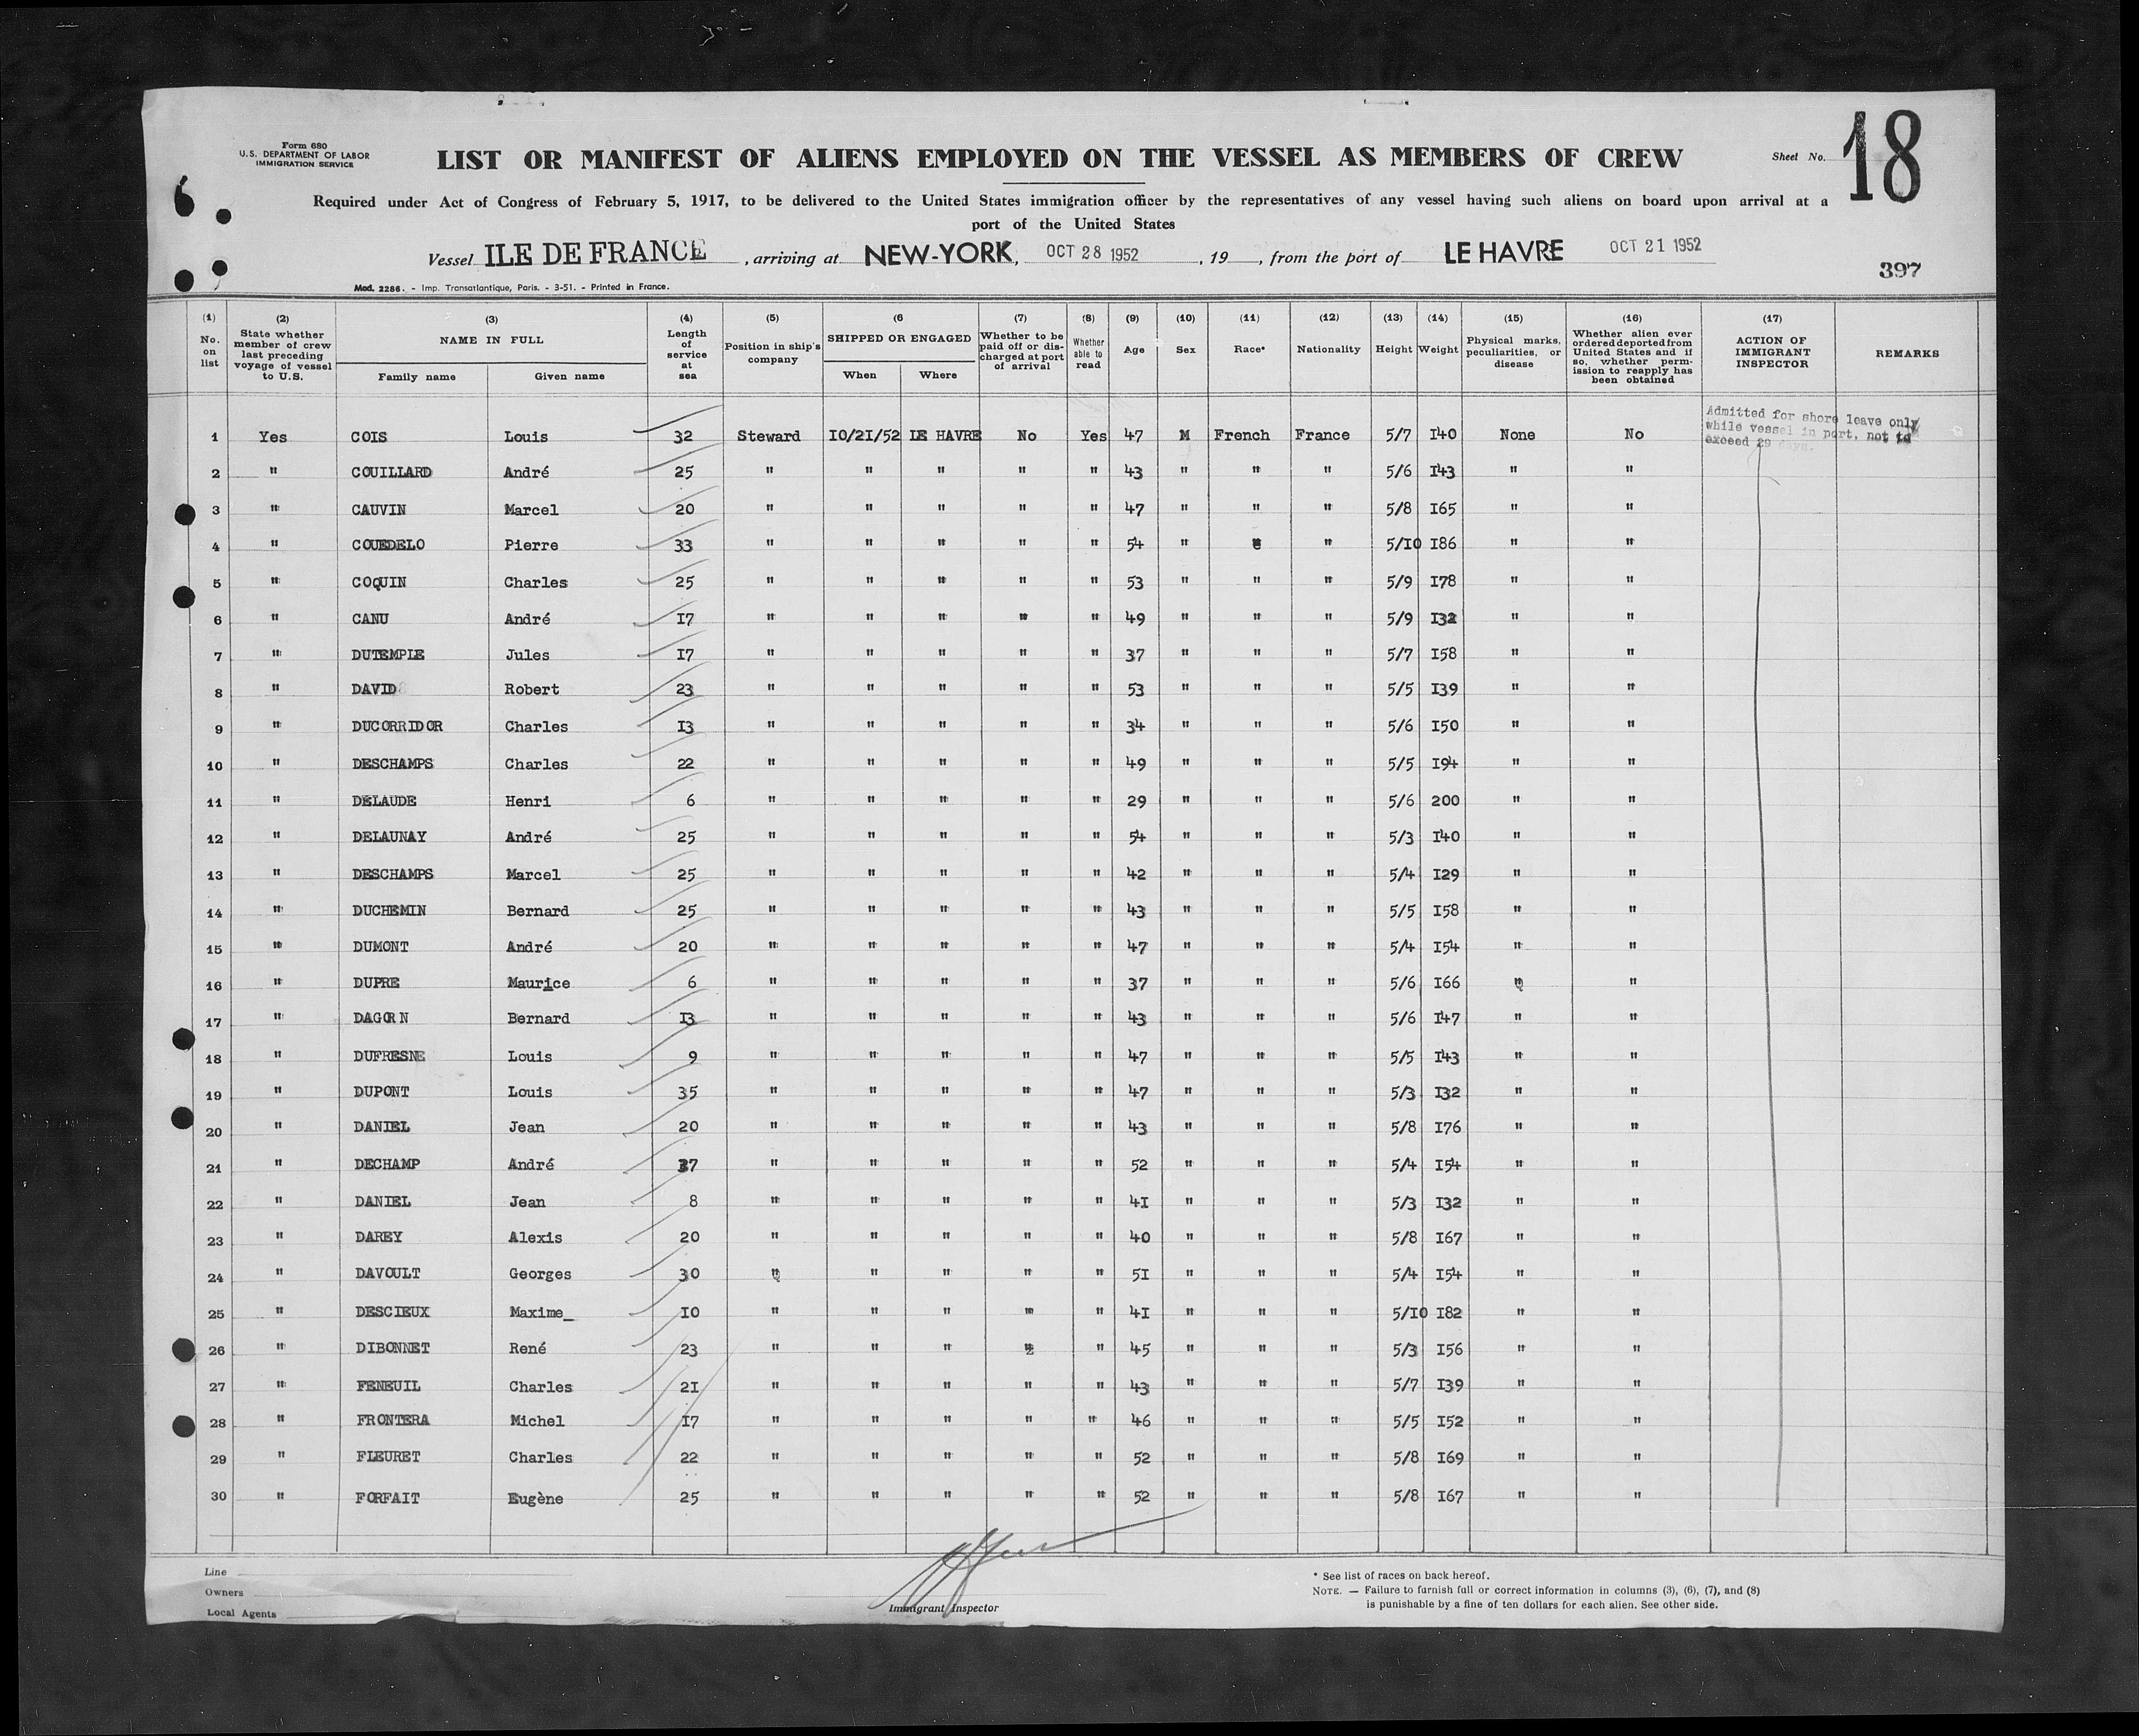 Form 680
U.S. DEPARTMENT OF LABOR
IMMIGRATION SERVICE
LIST OR MANIFEST OF ALIENS EMPLOYED ON THE VESSEL AS MEMBERS OF CREW
Sheet No. 18
Required under Act of Congress of February 5, 1917, to be delivered to the United States immigration officer by the representatives of any vessel having such aliens on board upon arrival at a
port of the United States
Vessel ILE DE FRANCE, arriving at NEW-YORK, OCT 28 1952, 19, from the port of LE HAVRE OCT 21 1952
397
Mod. 2286. - Imp. Transatlantique, Paris. - 3-51. - Printed in France.
(1) No. on list (2) State whether member of crew last preceding voyage of vessel to U.S. (3) NAME IN FULL Family name Given name (4) Length of service at sea (5) Position in ship's company (6 SHIPPED OR ENGAGED When Where (7) Whether to be paid off or discharged at port of arrival (8) Whether able to read (9) Age (10) Sex (11) Race* (12) Nationality (13) Height (14) Weight (15) Physical marks, peculiarities, or disease (16) Whether alien ever ordered deported from United States and if so, whether permission to reapply has been obtained (17) ACTION OF IMMIGRANT INSPECTOR REMARKS
Admitted for shore leave only
while vessel in port, not to
exceed 29 days.
1 Yes COIS Louis 32 Steward 10/21/52 LE HAVRE No Yes 47 M French France 5/7 140 None No
2 " COUILLARD André 25 " " " " " 43 " " " 5/6 143 " "
3 " CAUVIN Marcel 20 " " " " " 47 " " " 5/8 165 " "
4 " COUEDELO Pierre 33 " " " " " 54 " " " 5/10 186 " "
5 " COQUIN Charles 25 " " " " " 53 " " " 5/9 178 " "
6 " CANU André 17 " " " " " 49 " " " 5/9 132 " "
7 " DUTEMPLE Jules 17 " " " " " 37 " " " 5/7 158 " "
8 " DAVID Robert 23 " " " " " 53 " " " 5/5 139 " "
9 " DUCORRIDOR Charles 13 " " " " " 34 " " " 5/6 150 " "
10 " DESCHAMPS Charles 22 " " " " " 49 " " " 5/5 194 " "
11 " DELAUDE Henri 6 " " " " " 29 " " " 5/6 200 " "
12 " DELAUNAY André 25 " " " " " 54 " " " 5/3 140 " "
13 " DESCHAMPS Marcel 25 " " " " " 42 " " " 5/4 129 " "
14 " DUCHEMIN Bernard 25 " " " " " 43 " " " 5/5 158 " "
15 " DUMONT André 20 " " " " " 47 " " " 5/4 154 " "
16 " DUPRE Maurice 6 " " " " " 37 " " " 5/6 166 " "
17 " DAGORN Bernard 13 " " " " " 43 " " " 5/6 147 " "
18 " DUFRESNE Louis 9 " " " " " 47 " " " 5/5 143 " "
19 " DUPONT Louis 35 " " " " " 47 " " " 5/3 132 " "
20 " DANIEL Jean 20 " " " " " 43 " " " 5/8 176 " "
21 " DECHAMP André 37 " " " " " 52 " " " 5/4 154 " "
22 " DANIEL Jean 8 " " " " " 41 " " " 5/3 132 " "
23 " DAREY Alexis 20 " " " " " 40 " " " 5/8 167 " "
24 " DAVOULT Georges 30 " " " " " 51 " " " 5/4 154 " "
25 " DESCIEUX Maxime_ 10 " " " " " 41 " " " 5/10 182 " "
26 " DIBONNET René 23 " " " " " 45 " " " 5/3 156 " "
27 " FENEUIL Charles 21 " " " " " 43 " " " 5/7 139 " "
28 " FRONTERA Michel 17 " " " " " 46 " " " 5/5 152 " "
29 " FLEURET Charles 22 " " " " " 52 " " " 5/8 169 " "
30 " FORFAIT Eugène 25 " " " " " 52 " " " 5/8 167 " "
Line
Owners
Local Agents
Immigrant Inspector
* See list of races on back hereof.
NOTE. — Failure to furnish full or correct information in columns (3), (6), (7), and (8)
is punishable by a fine of ten dollars for each alien. See other side.